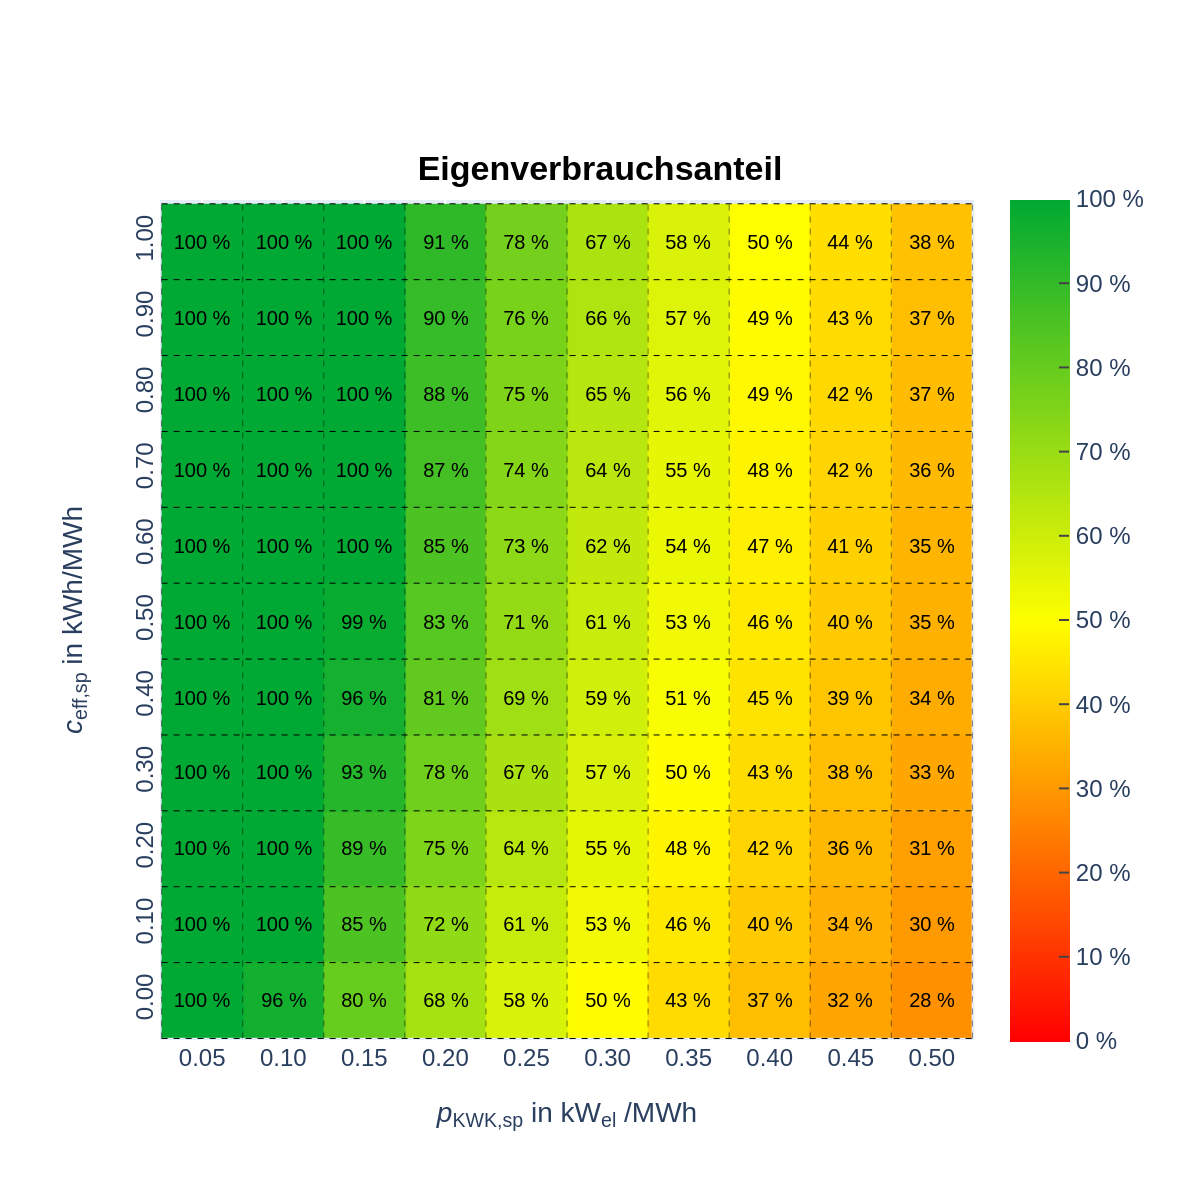 Eigenverbrauchsanteil
1.00 100 % 100 % 100 % 91 % 78 % 67 % 58 % 50 % 44 % 38 %
0.90 100 % 100 % 100 % 90 % 76 % 66 % 57 % 49 % 43 % 37 %
0.80 100 % 100 % 100 % 88 % 75 % 65 % 56 % 49 % 42 % 37 %
0.70 100 % 100 % 100 % 87 % 74 % 64 % 55 % 48 % 42 % 36 %
0.60 100 % 100 % 100 % 85 % 73 % 62 % 54 % 47 % 41 % 35 %
0.50 100 % 100 % 99 % 83 % 71 % 61 % 53 % 46 % 40 % 35 %
0.40 100 % 100 % 96 % 81 % 69 % 59 % 51 % 45 % 39 % 34 %
0.30 100 % 100 % 93 % 78 % 67 % 57 % 50 % 43 % 38 % 33 %
0.20 100 % 100 % 89 % 75 % 64 % 55 % 48 % 42 % 36 % 31 %
0.10 100 % 100 % 85 % 72 % 61 % 53 % 46 % 40 % 34 % 30 %
0.00 100 % 96 % 80 % 68 % 58 % 50 % 43 % 37 % 32 % 28 %
0.05 0.10 0.15 0.20 0.25 0.30 0.35 0.40 0.45 0.50
pKWK,sp in kWel /MWh
ceff,sp in kWh/MWh
100 %
90 %
80 %
70 %
60 %
50 %
40 %
30 %
20 %
10 %
0 %